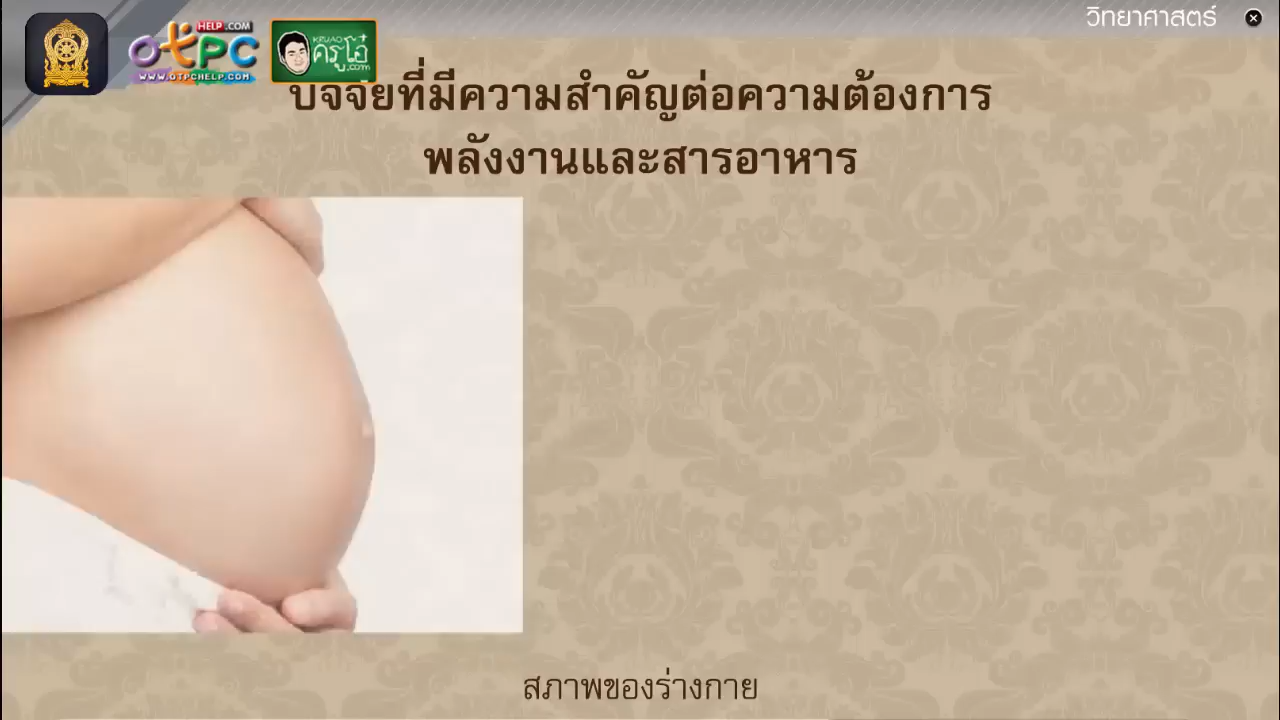 วิทยาศาสตร์
HELP.COM
OTPC
WWW.OTPCHELP.COM
KRUAO
ครูโอ๋
.com
ปัจจัยที่มีความสำคัญต่อความต้องการ
พลังงานและสารอาหาร
สภาพของร่างกาย